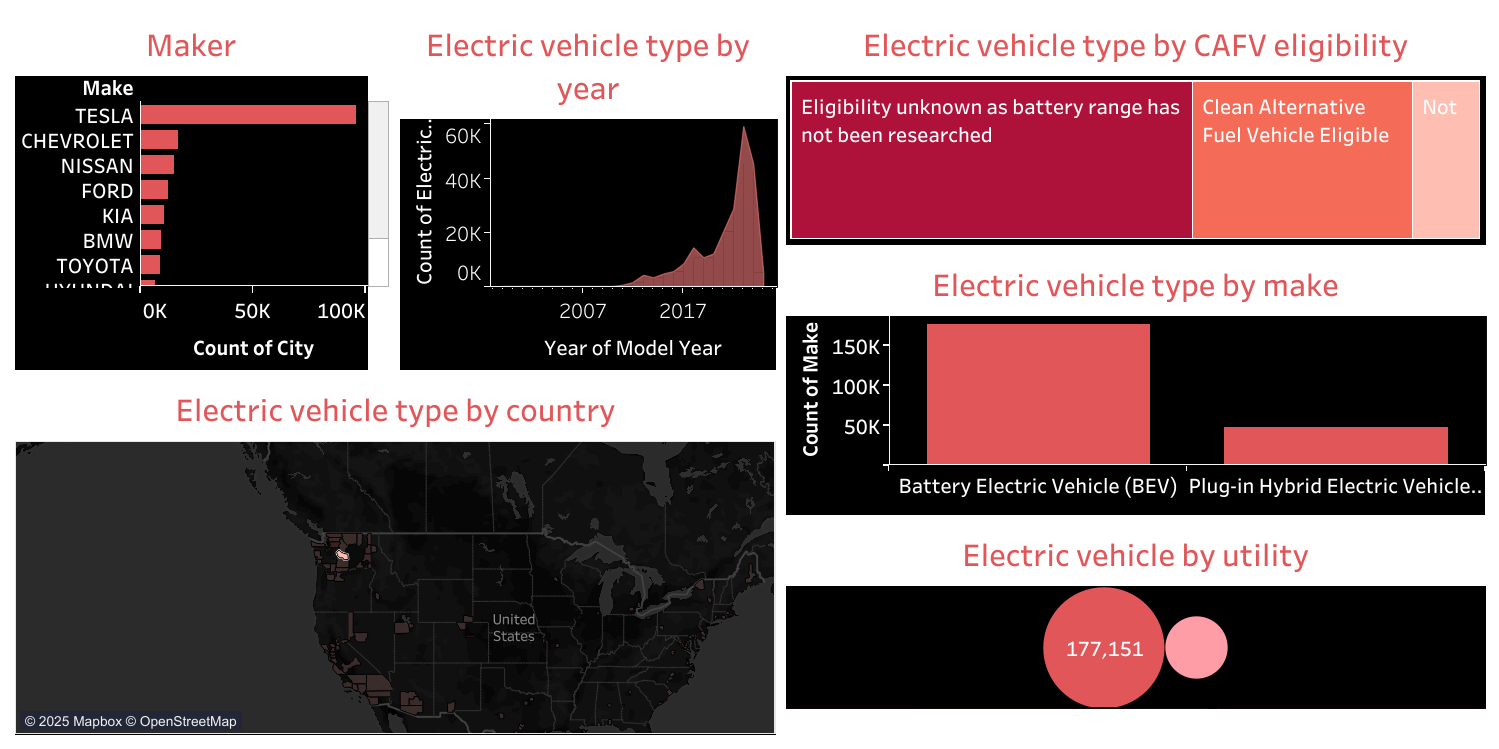 Maker
Make
TESLA
CHEVROLET
NISSAN
FORD
KIA
BMW
TOYOTA
HYUNDAI
0K
50K
100K
Count of City
Electric vehicle type by
year
Count of Electric..
60K
40K
20K
0K
2007
2017
Year of Model Year
Electric vehicle type by CAFV eligibility
Eligibility unknown as battery range has
not been researched
Clean Alternative
Fuel Vehicle Eligible
Not
Electric vehicle type by make
Count of Make
150K
100K
50K
Battery Electric Vehicle (BEV)
Plug-in Hybrid Electric Vehicle..
Electric vehicle type by country
United
States
© 2025 Mapbox © OpenStreetMap
Electric vehicle by utility
177,151